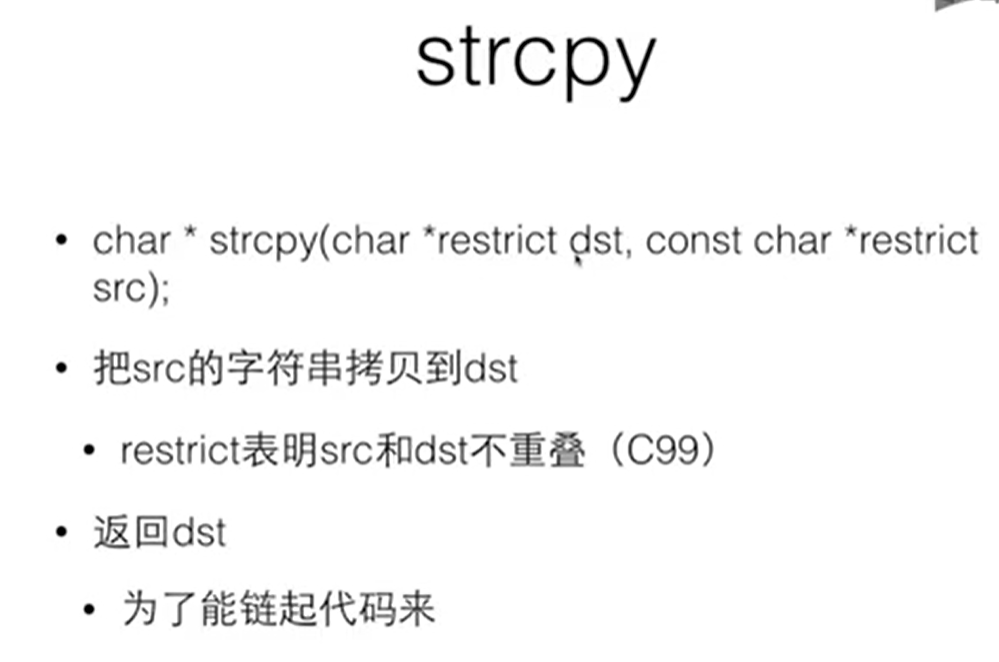 strcpy
• char * strcpy(char *restrict dst, const char *restrict
src);
• 把src的字符串拷贝到dst
• restrict表明src和dst不重叠（C99）
• 返回dst
• 为了能链起代码来